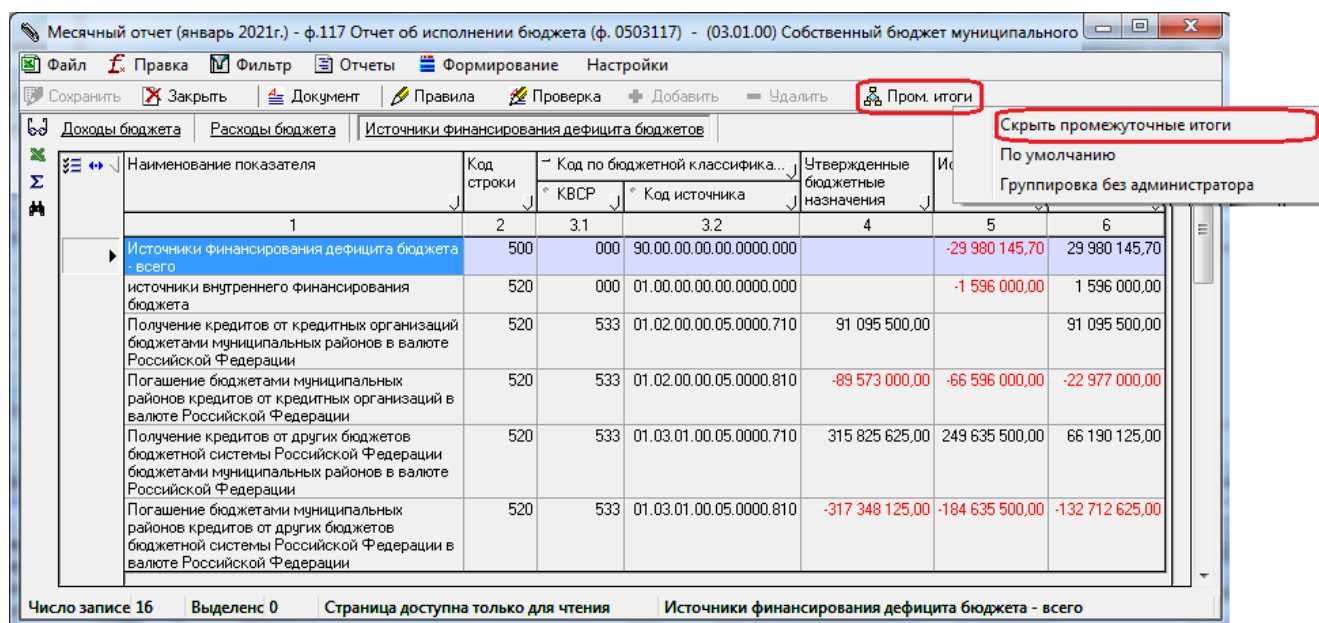 Месячный отчет (январь 2021г.) - ф.117 Отчет об исполнении бюджета (ф. 0503117) - (03.01.00) Собственный бюджет муниципального
Файл Правка Фильтр Отчеты Формирование Настройки
Сохранить Закрыть Документ Правила Проверка Добавить Удалить Пром. итоги
Скрыть промежуточные итоги
По умолчанию
Группировка без администратора
Доходы бюджета Расходы бюджета Источники финансирования дефицита бюджетов
Наименование показателя Код строки Код по бюджетной классифика... Утвержденные бюджетные назначения
КВСР Код источника
1 2 3.1 3.2 4 5 6
Источники финансирования дефицита бюджета 500 000 90.00.00.00.00.0000.000 -29 980 145,70 29 980 145,70
- всего
источники внутреннего финансирования 520 000 01.00.00.00.00.0000.000 -1 596 000,00 1 596 000,00
бюджета
Получение кредитов от кредитных организаций 520 533 01.02.00.00.05.0000.710 91 095 500,00 91 095 500,00
бюджетами муниципальных районов в валюте
Российской Федерации
Погашение бюджетами муниципальных 520 533 01.02.00.00.05.0000.810 -89 573 000,00 -66 596 000,00 -22 977 000,00
районов кредитов от кредитных организаций в
валюте Российской Федерации
Получение кредитов от других бюджетов 520 533 01.03.01.00.05.0000.710 315 825 625,00 249 635 500,00 66 190 125,00
бюджетной системы Российской Федерации
бюджетами муниципальных районов в валюте
Российской Федерации
Погашение бюджетами муниципальных 520 533 01.03.01.00.05.0000.810 -317 348 125,00 -184 635 500,00 -132 712 625,00
районов кредитов от других бюджетов
бюджетной системы Российской Федерации в
валюте Российской Федерации
Число записе 16 Выделенс 0 Страница доступна только для чтения Источники финансирования дефицита бюджета - всего